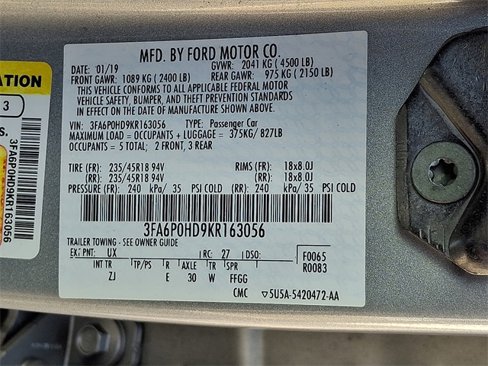 MFD. BY FORD MOTOR CO.
DATE: 01/19 GVWR: 2041 KG ( 4500 LB)
FRONT GAWR: 1089 KG ( 2400 LB) REAR GAWR: 975 KG ( 2150 LB)
THIS VEHICLE CONFORMS TO ALL APPLICABLE FEDERAL MOTOR
VEHICLE SAFETY, BUMPER, AND THEFT PREVENTION STANDARDS
IN EFFECT ON THE DATE OF MANUFACTURE SHOWN ABOVE.
VIN: 3FA6P0HD9KR163056 TYPE: Passenger Car
MAXIMUM LOAD = OCCUPANTS + LUGGAGE = 375KG/ 827LB
OCCUPANTS = 5 TOTAL; 2 FRONT, 3 REAR
TIRE (FR): 235/45R18 94V RIM (FR): 18x8.0J
(RR): 235/45R18 94V (RR): 18x8.0J
PRESSURE (FR): 240 kPa/ 35 PSI COLD (RR): 240 kPa/ 35 PSI COLD
3FA6P0HD9KR163056
TRAILER TOWING - SEE OWNER GUIDE
EXT PNT: UX RC: 27 DSO: F0065
INT TR TP/PS R AXLE TR SPR R0083
ZJ E 30 W FFGG
CMC 5U5A-5420472-AA
ATION
3
S.
3FA6P0HD9KR163056